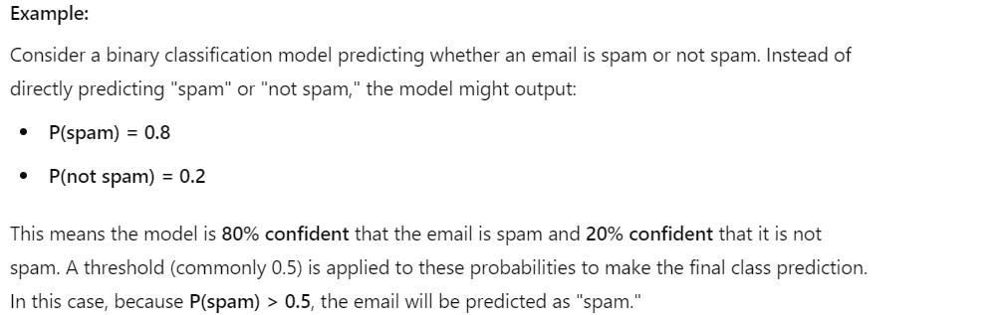 Example:
Consider a binary classification model predicting whether an email is spam or not spam. Instead of
directly predicting "spam" or "not spam," the model might output:
• P(spam) = 0.8
• P(not spam) = 0.2
This means the model is 80% confident that the email is spam and 20% confident that it is not
spam. A threshold (commonly 0.5) is applied to these probabilities to make the final class prediction.
In this case, because P(spam) > 0.5, the email will be predicted as "spam."